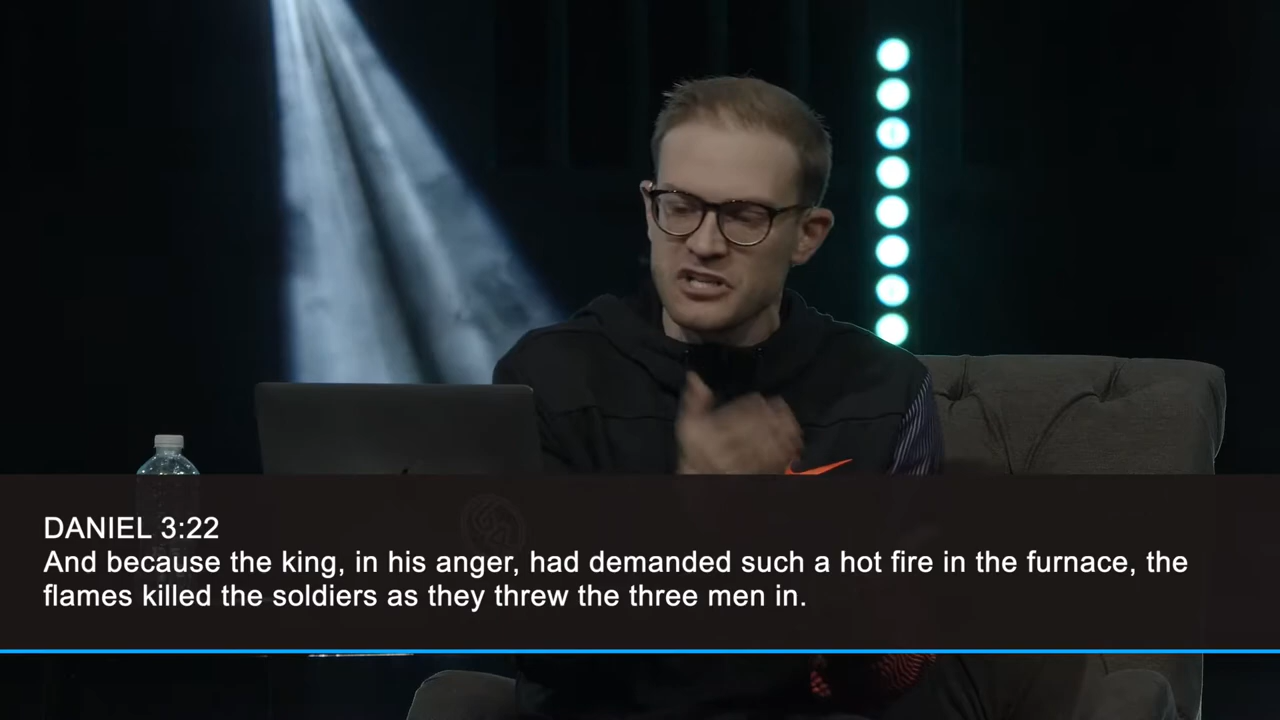 DANIEL 3:22
And because the king, in his anger, had demanded such a hot fire in the furnace, the
flames killed the soldiers as they threw the three men in.